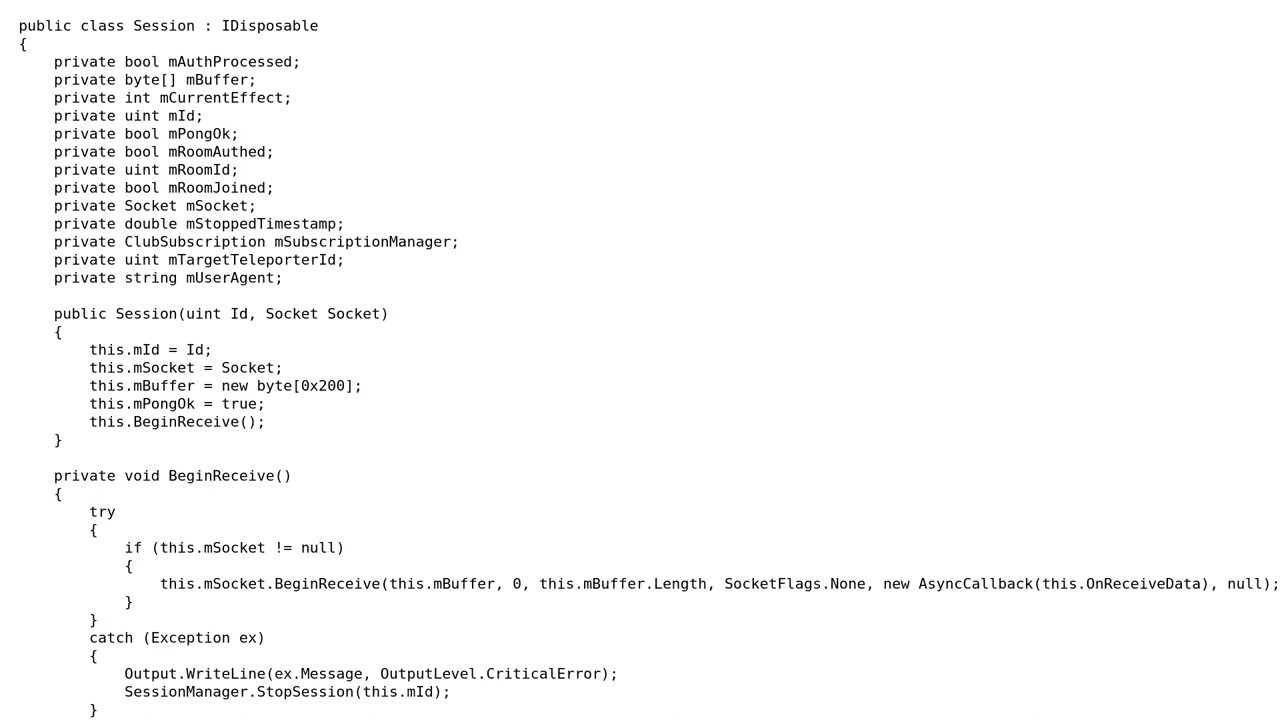 public class Session : IDisposable
{
    private bool mAuthProcessed;
    private byte[] mBuffer;
    private int mCurrentEffect;
    private uint mId;
    private bool mPongOk;
    private bool mRoomAuthed;
    private uint mRoomId;
    private bool mRoomJoined;
    private Socket mSocket;
    private double mStoppedTimestamp;
    private ClubSubscription mSubscriptionManager;
    private uint mTargetTeleporterId;
    private string mUserAgent;

    public Session(uint Id, Socket Socket)
    {
        this.mId = Id;
        this.mSocket = Socket;
        this.mBuffer = new byte[0x200];
        this.mPongOk = true;
        this.BeginReceive();
    }

    private void BeginReceive()
    {
        try
        {
            if (this.mSocket != null)
            {
                this.mSocket.BeginReceive(this.mBuffer, 0, this.mBuffer.Length, SocketFlags.None, new AsyncCallback(this.OnReceiveData), null);
            }
        }
        catch (Exception ex)
        {
            Output.WriteLine(ex.Message, OutputLevel.CriticalError);
            SessionManager.StopSession(this.mId);
        }